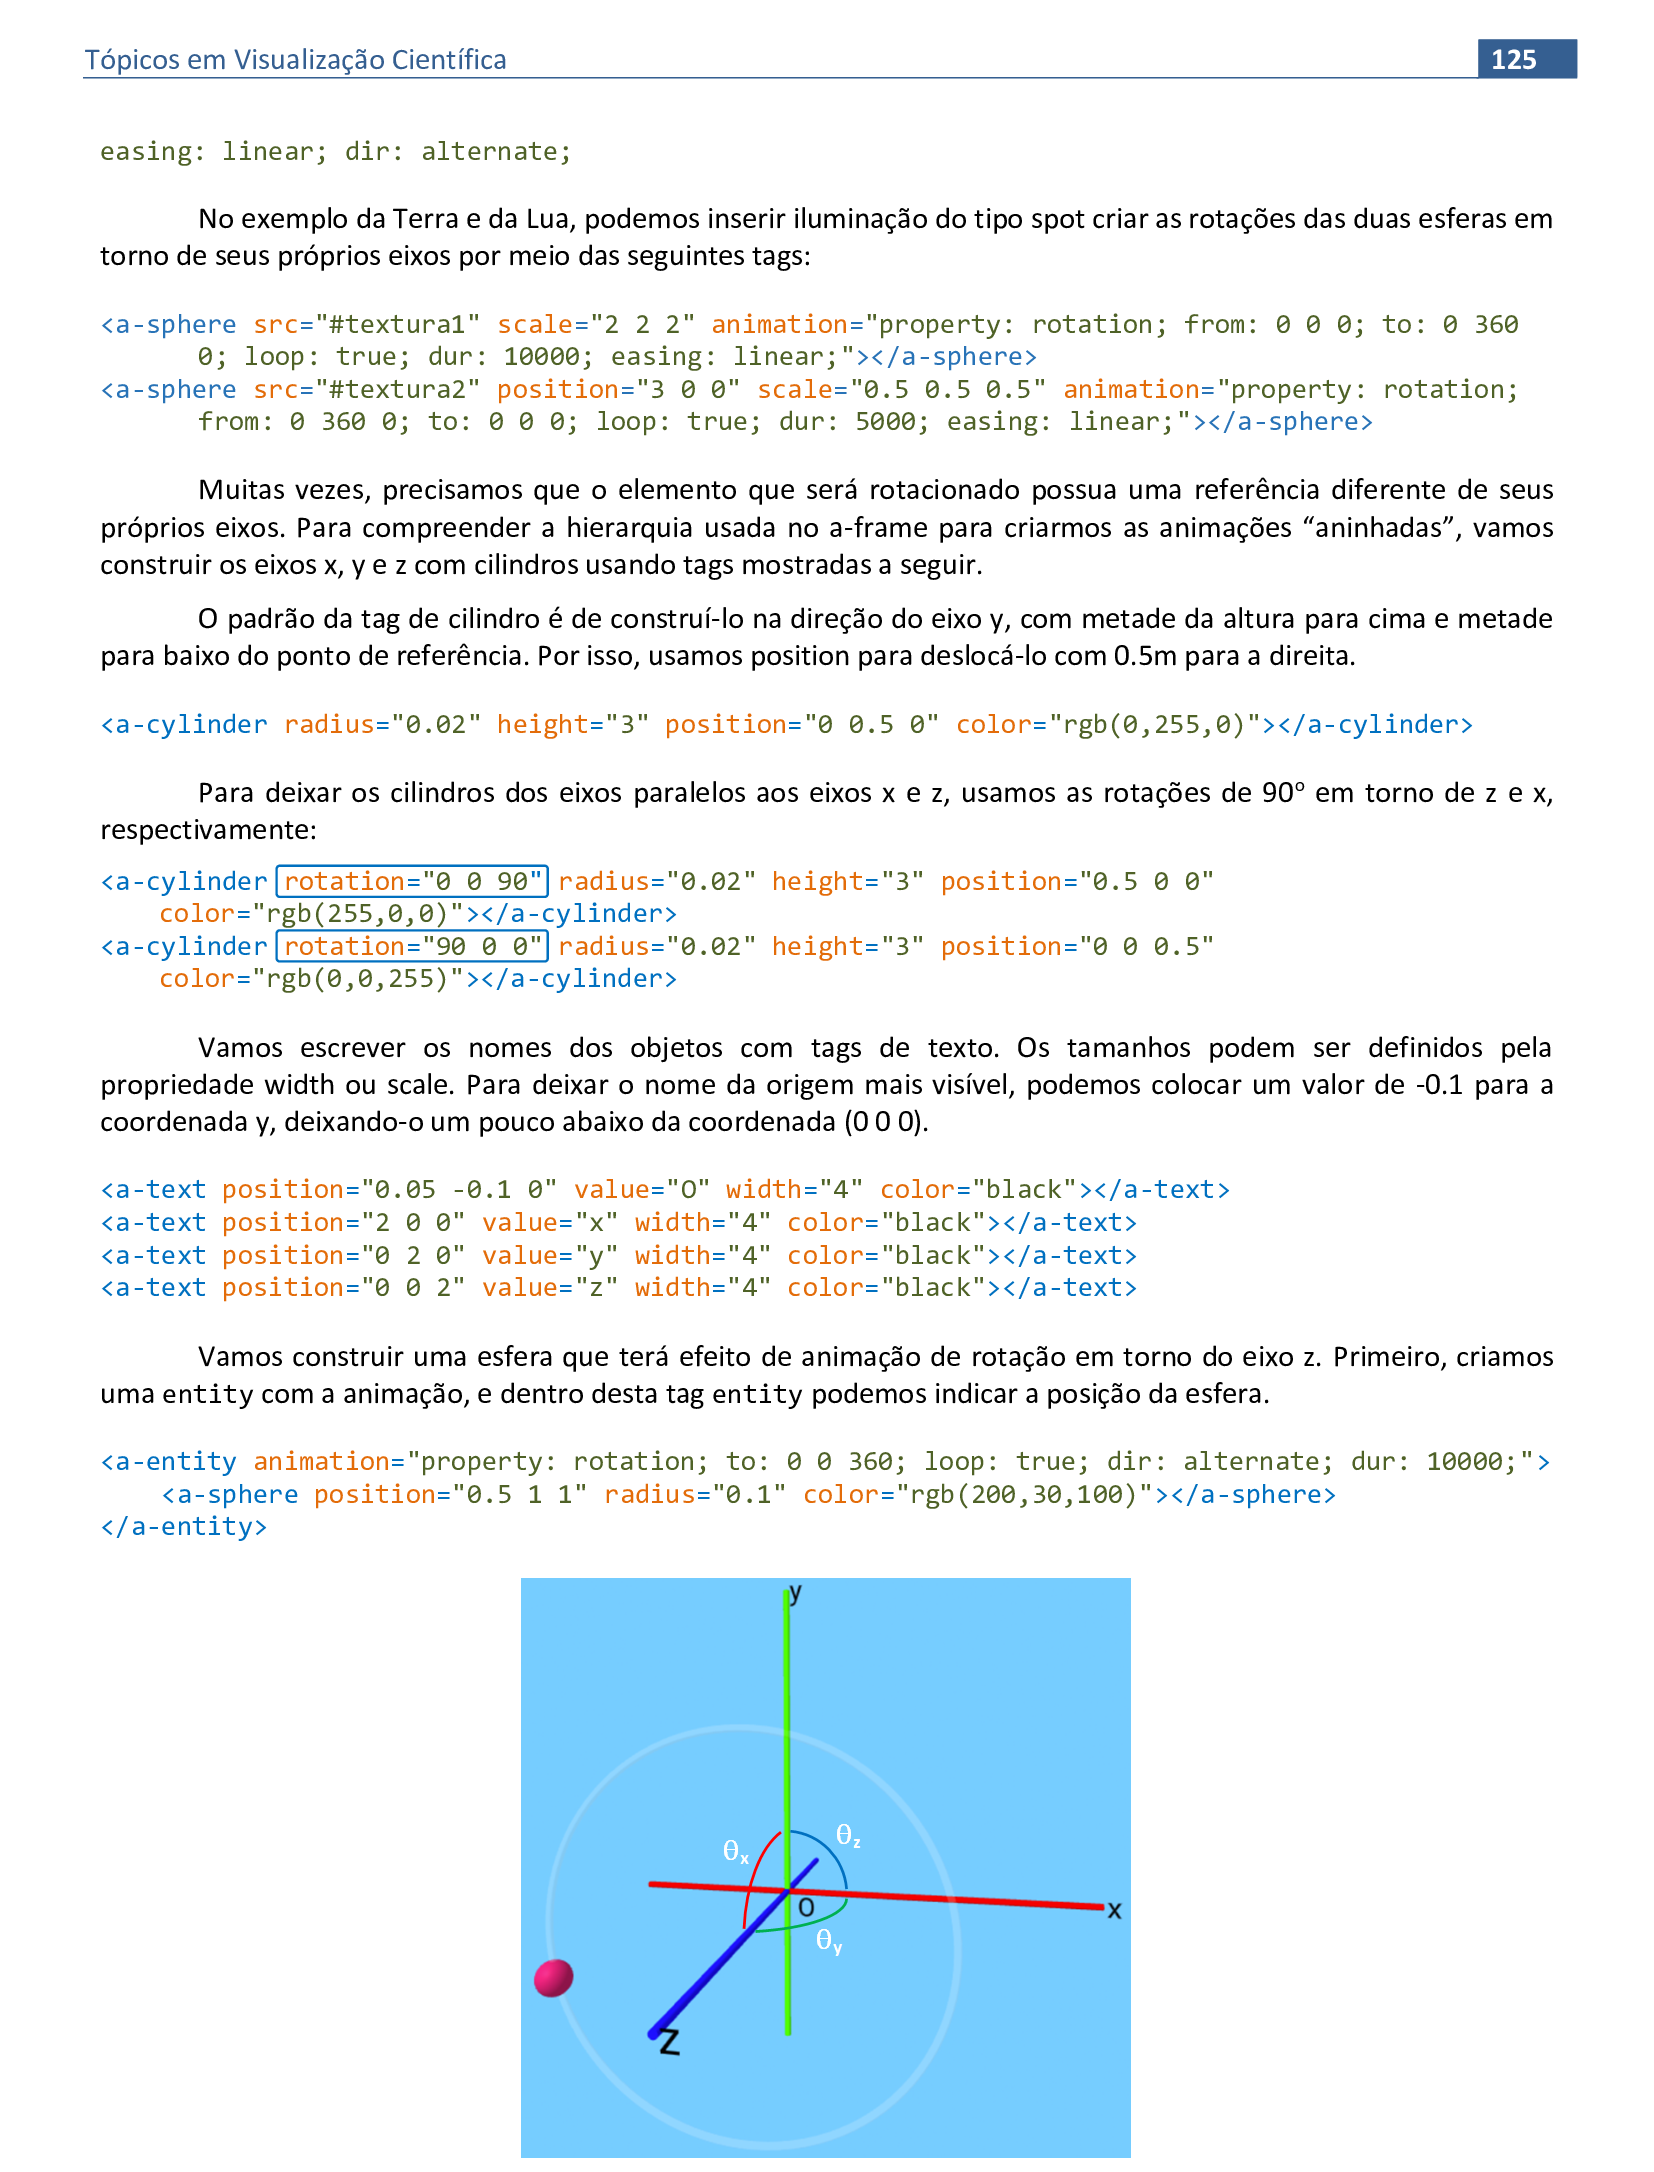 Tópicos em Visualização Científica 125
easing: linear; dir: alternate;
No exemplo da Terra e da Lua, podemos inserir iluminação do tipo spot criar as rotações das duas esferas em
torno de seus próprios eixos por meio das seguintes tags:
<a-sphere src="#textura1" scale="2 2 2" animation="property: rotation; from: 0 0 0; to: 0 360
0; loop: true; dur: 10000; easing: linear;"></a-sphere>
<a-sphere src="#textura2" position="3 0 0" scale="0.5 0.5 0.5" animation="property: rotation;
from: 0 360 0; to: 0 0 0; loop: true; dur: 5000; easing: linear;"></a-sphere>
Muitas vezes, precisamos que o elemento que será rotacionado possua uma referência diferente de seus
próprios eixos. Para compreender a hierarquia usada no a-frame para criarmos as animações “aninhadas”, vamos
construir os eixos x, y e z com cilindros usando tags mostradas a seguir.
O padrão da tag de cilindro é de construí-lo na direção do eixo y, com metade da altura para cima e metade
para baixo do ponto de referência. Por isso, usamos position para deslocá-lo com 0.5m para a direita.
<a-cylinder radius="0.02" height="3" position="0 0.5 0" color="rgb(0,255,0)"></a-cylinder>
Para deixar os cilindros dos eixos paralelos aos eixos x e z, usamos as rotações de 90º em torno de z e x,
respectivamente:
<a-cylinder rotation="0 0 90" radius="0.02" height="3" position="0.5 0 0"
color="rgb(255,0,0)"></a-cylinder>
<a-cylinder rotation="90 0 0" radius="0.02" height="3" position="0 0 0.5"
color="rgb(0,0,255)"></a-cylinder>
Vamos escrever os nomes dos objetos com tags de texto. Os tamanhos podem ser definidos pela
propriedade width ou scale. Para deixar o nome da origem mais visível, podemos colocar um valor de -0.1 para a
coordenada y, deixando-o um pouco abaixo da coordenada (0 0 0).
<a-text position="0.05 -0.1 0" value="O" width="4" color="black"></a-text>
<a-text position="2 0 0" value="x" width="4" color="black"></a-text>
<a-text position="0 2 0" value="y" width="4" color="black"></a-text>
<a-text position="0 0 2" value="z" width="4" color="black"></a-text>
Vamos construir uma esfera que terá efeito de animação de rotação em torno do eixo z. Primeiro, criamos
uma entity com a animação, e dentro desta tag entity podemos indicar a posição da esfera.
<a-entity animation="property: rotation; to: 0 0 360; loop: true; dir: alternate; dur: 10000;">
<a-sphere position="0.5 1 1" radius="0.1" color="rgb(200,30,100)"></a-sphere>
</a-entity>
y
θz
θx
O
x
θy
z